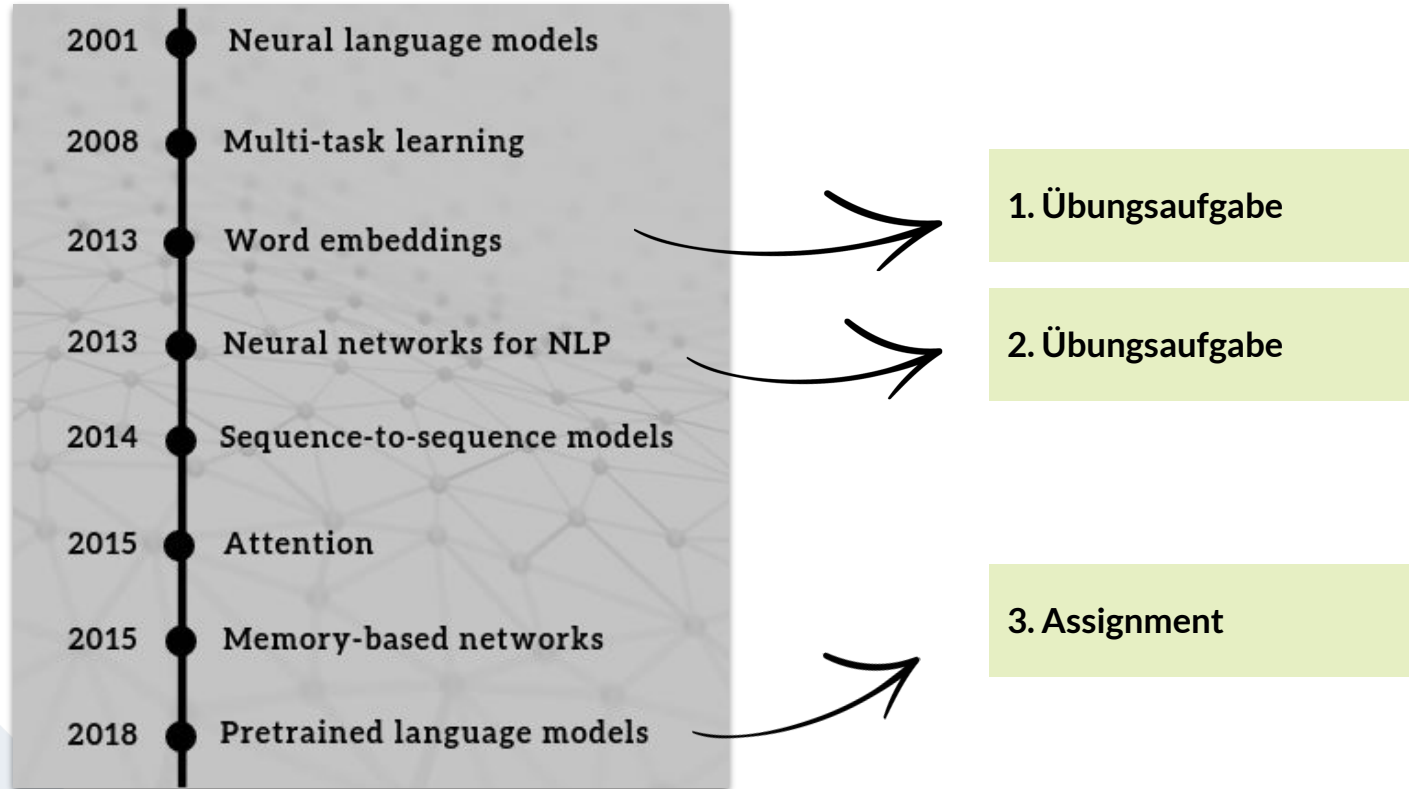 2001 Neural language models
2008 Multi-task learning
2013 Word embeddings
2013 Neural networks for NLP
2014 Sequence-to-sequence models
2015 Attention
2015 Memory-based networks
2018 Pretrained language models
1. Übungsaufgabe
2. Übungsaufgabe
3. Assignment